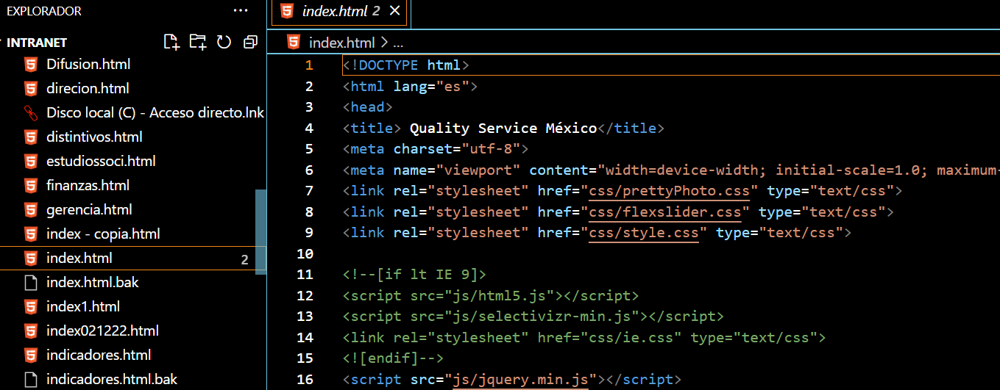 EXPLORADOR ...
INTRANET
Difusion.html
direcion.html
Disco local (C) - Acceso directo.lnk
distintivos.html
estudiossoci.html
finanzas.html
gerencia.html
index - copia.html
index.html 2
index.html.bak
index1.html
index021222.html
indicadores.html
indicadores.html.bak
index.html 2 ×
index.html > ...
1 <!DOCTYPE html>
2 <html lang="es">
3 <head>
4 <title> Quality Service México</title>
5 <meta charset="utf-8">
6 <meta name="viewport" content="width=device-width; initial-scale=1.0; maximum-
7 <link rel="stylesheet" href="css/prettyPhoto.css" type="text/css">
8 <link rel="stylesheet" href="css/flexslider.css" type="text/css">
9 <link rel="stylesheet" href="css/style.css" type="text/css">
10
11 <!--[if lt IE 9]>
12 <script src="js/html5.js"></script>
13 <script src="js/selectivizr-min.js"></script>
14 <link rel="stylesheet" href="css/ie.css" type="text/css">
15 <![endif]-->
16 <script src="js/jquery.min.js"></script>